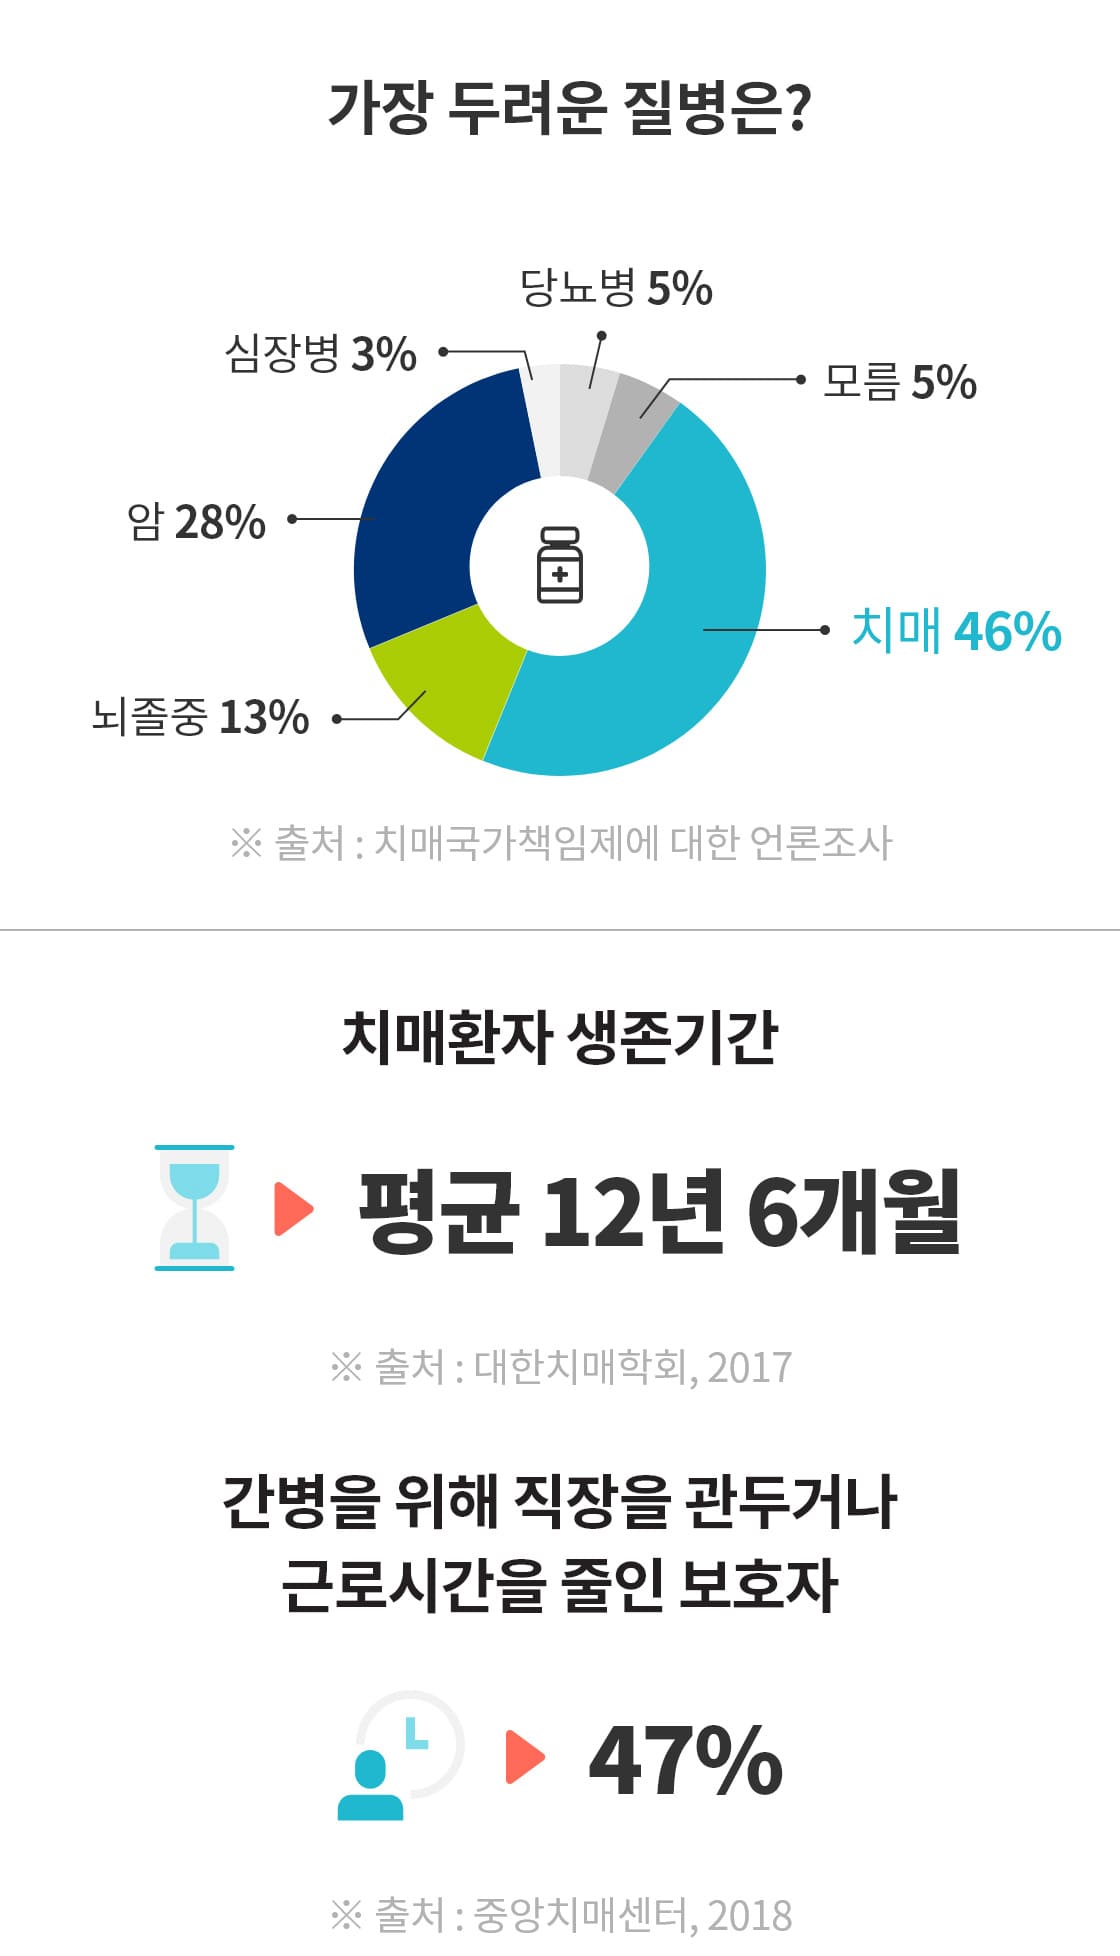 가장 두려운 질병은?
당뇨병 5%
심장병 3%
모름 5%
암 28%
치매 46%
뇌졸중 13%
※ 출처 : 치매국가책임제에 대한 언론조사
치매환자 생존기간
평균 12년 6개월
※ 출처 : 대한치매학회, 2017
간병을 위해 직장을 관두거나
근로시간을 줄인 보호자
47%
※ 출처 : 중앙치매센터, 2018